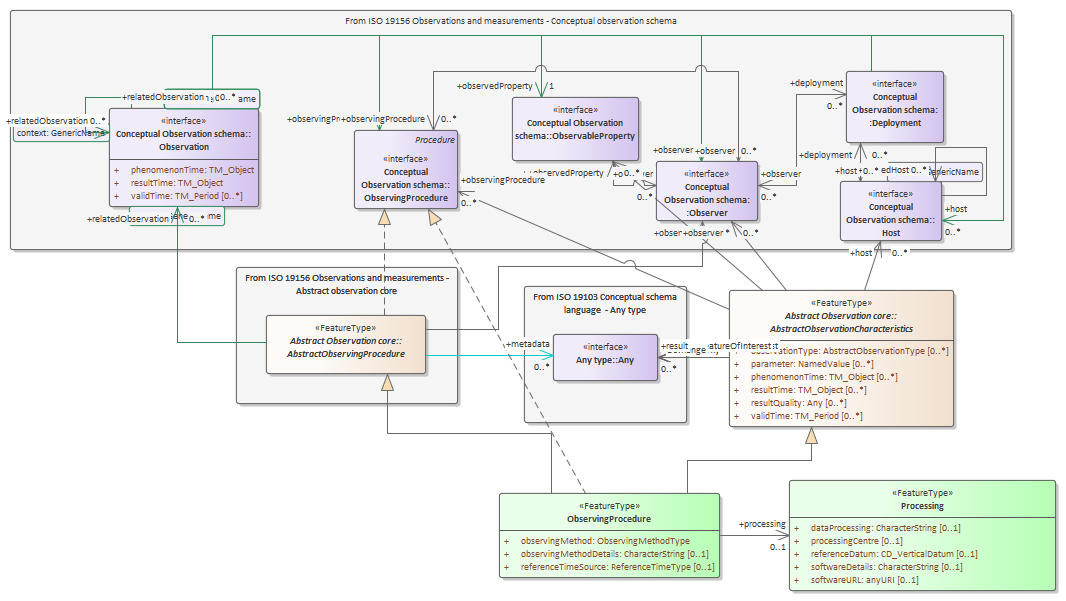 From ISO 19156 Observations and measurements - Conceptual observation schema
+relatedObservation
0..*
ame
+relatedObservation 0..*
context: GenericName
«interface»
Conceptual Observation schema::
Observation
+ phenomenonTime: TM_Object
+ resultTime: TM_Object
+ validTime: TM_Period [0..*]
+relatedObservation
0..*
me
+observingPr
+observingProcedure
0..*
Procedure
«interface»
Conceptual
Observation schema::
ObservingProcedure
+observingProcedure
0..*
+observedProperty
1
«interface»
Conceptual Observation
schema::ObservableProperty
observedProperty
+o
0..*
ver
0..*
+observer
+observer
0..*
«interface»
Conceptual
Observation schema:
:Observer
+observer
0..*
+obser
+observer
*
0..*
+deployment
0..*
«interface»
Conceptual
Observation schema:
:Deployment
+deployment
0..*
+host
0..*
edHost
0..*
enericName
«interface»
Conceptual
Observation schema::
Host
+host
0..*
+host
0..*
From ISO 19156 Observations and measurements -
Abstract observation core
«FeatureType»
Abstract Observation core::
AbstractObservingProcedure
From ISO 19103 Conceptual schema
language - Any type
+metadata
0..*
«interface»
Any type::Any
+result
0..*
atureOfInterest
«FeatureType»
Abstract Observation core::
AbstractObservationCharacteristics
+ observationType: AbstractObservationType [0..*]
+ parameter: NamedValue [0..*]
+ phenomenonTime: TM_Object [0..*]
+ resultTime: TM_Object [0..*]
+ resultQuality: Any [0..*]
+ validTime: TM_Period [0..*]
«FeatureType»
ObservingProcedure
+ observingMethod: ObservingMethodType
+ observingMethodDetails: CharacterString [0..1]
+ referenceTimeSource: ReferenceTimeType [0..1]
+processing
0..1
«FeatureType»
Processing
+ dataProcessing: CharacterString [0..1]
+ processingCentre [0..1]
+ referenceDatum: CD_VerticalDatum [0..1]
+ softwareDetails: CharacterString [0..1]
+ softwareURL: anyURI [0..1]